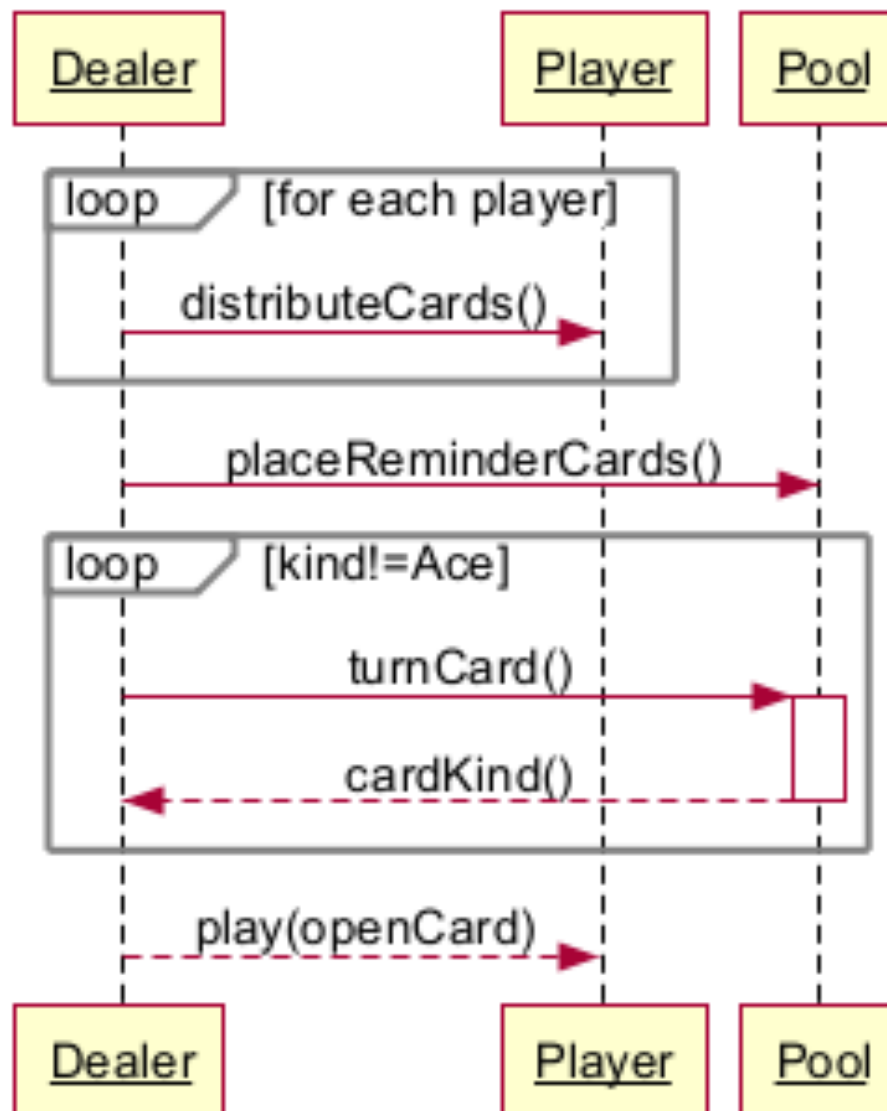 Dealer Player Pool
loop [for each player]
distributeCards()
placeReminderCards()
loop [kind!=Ace]
turnCard()
cardKind()
play(openCard)
Dealer Player Pool